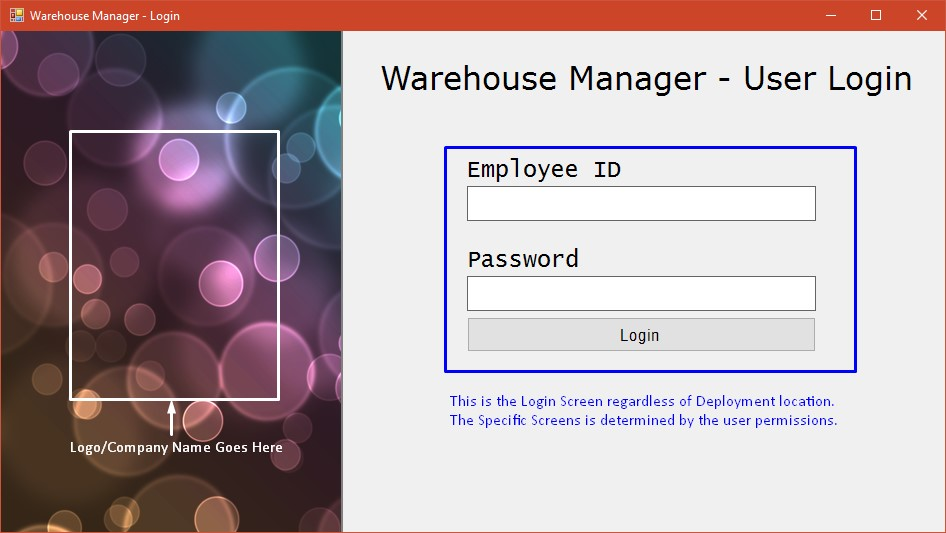 Warehouse Manager - Login
Warehouse Manager - User Login
Employee ID
Password
Login
This is the Login Screen regardless of Deployment location.
The Specific Screens is determined by the user permissions.
Logo/Company Name Goes Here